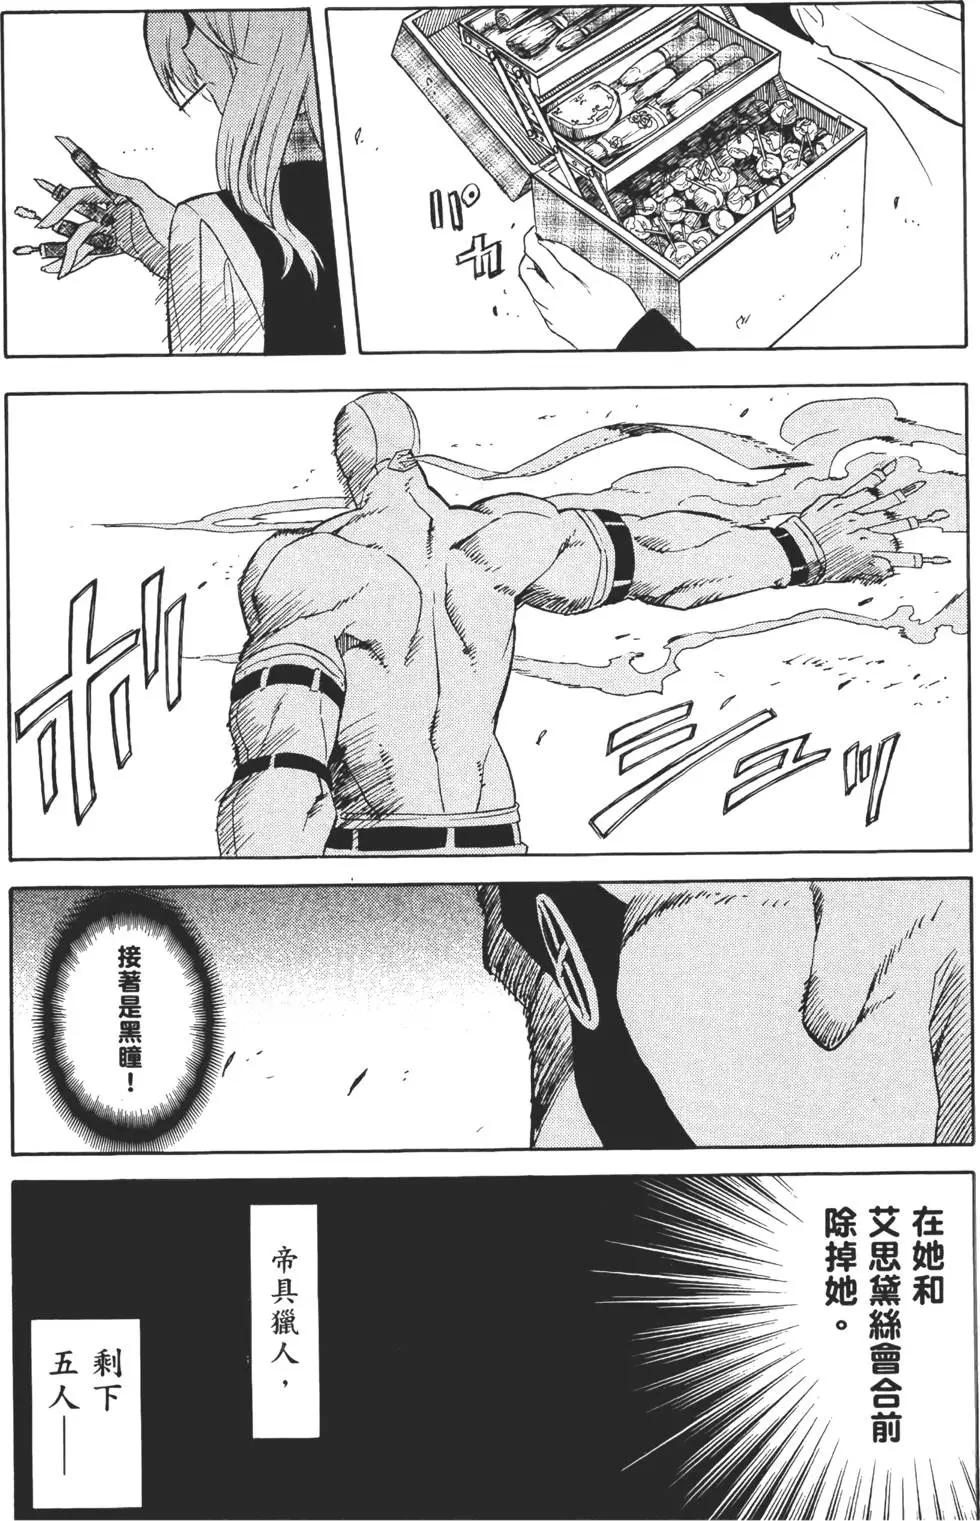 パカ
ボッ
シュッ
接著是黑瞳！
在她和
艾思黛絲會合前
除掉她。
帝具獵人，
剩下
五人——